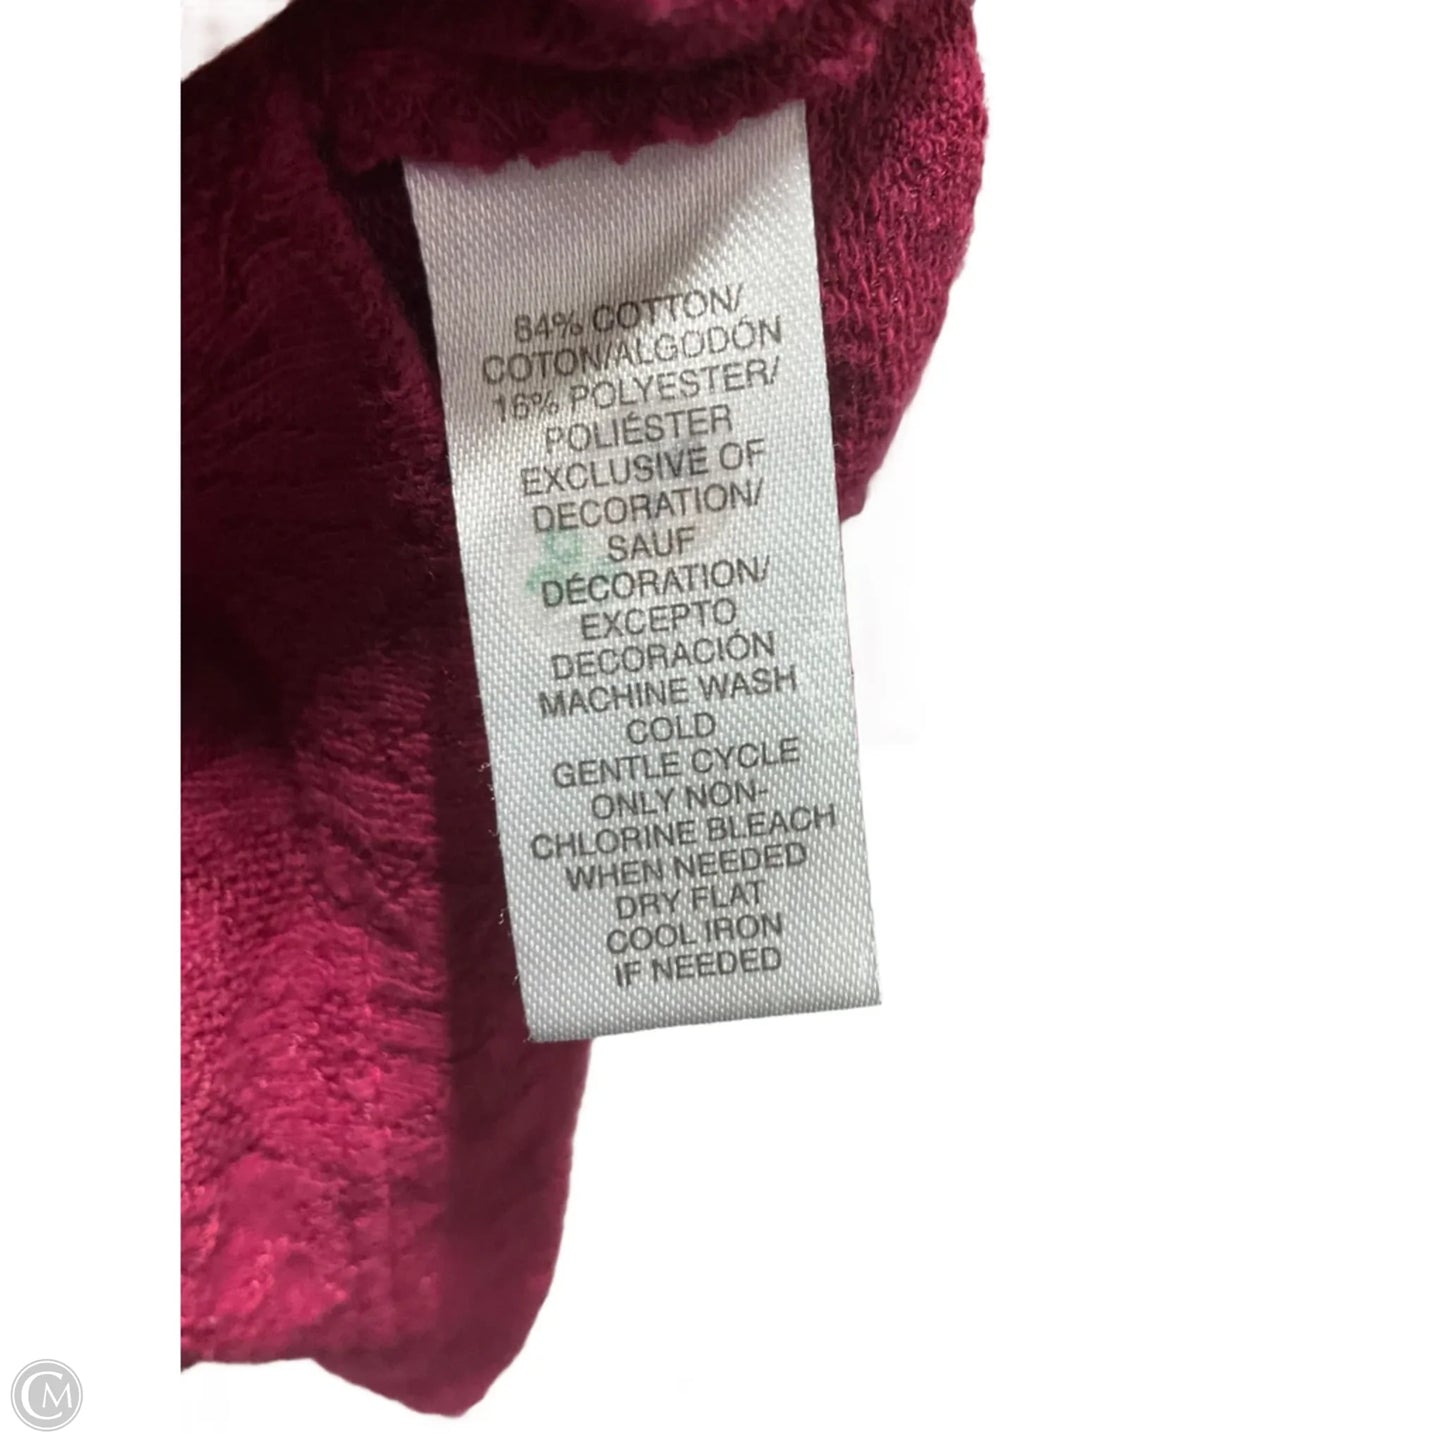 84% COTTON/
COTON/ALGODÓN
16% POLYESTER/
POLIÉSTER
EXCLUSIVE OF
DECORATION/
SAUF
DÉCORATION/
EXCEPTO
DECORACIÓN
MACHINE WASH
COLD
GENTLE CYCLE
ONLY NON-
CHLORINE BLEACH
WHEN NEEDED
DRY FLAT
COOL IRON
IF NEEDED
CM